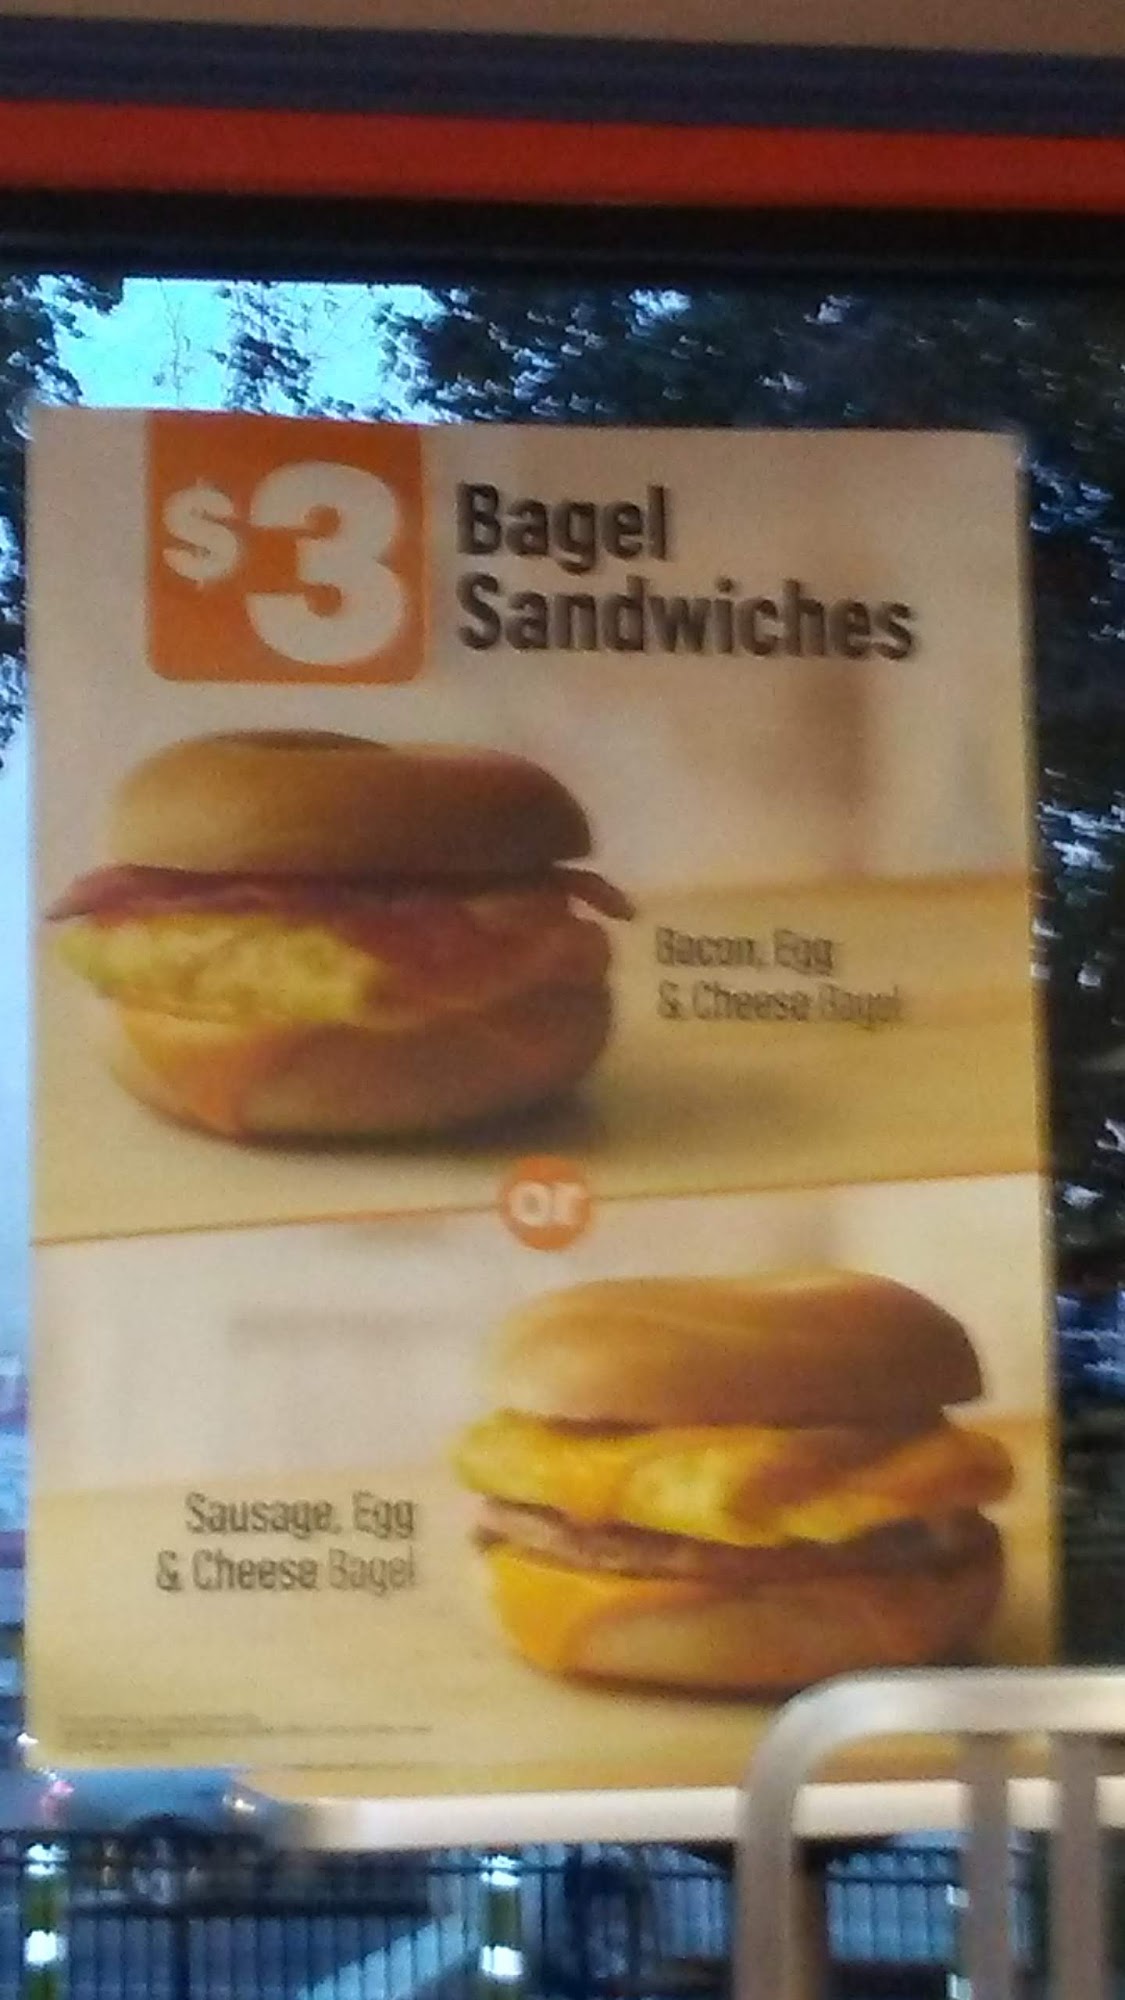 $3
Bagel
Sandwiches
Bacon, Egg
& Cheese Bagel
or
Sausage, Egg
& Cheese Bagel